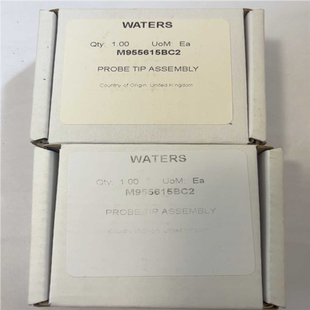 WATERS
Qty: 1.00 UoM: Ea
M955615BC2
PROBE TIP ASSEMBLY
Country of Origin: United Kingdom
WATERS
Qty: 1.00 UoM: Ea
M955615BC2
PROBE TIP ASSEMBLY